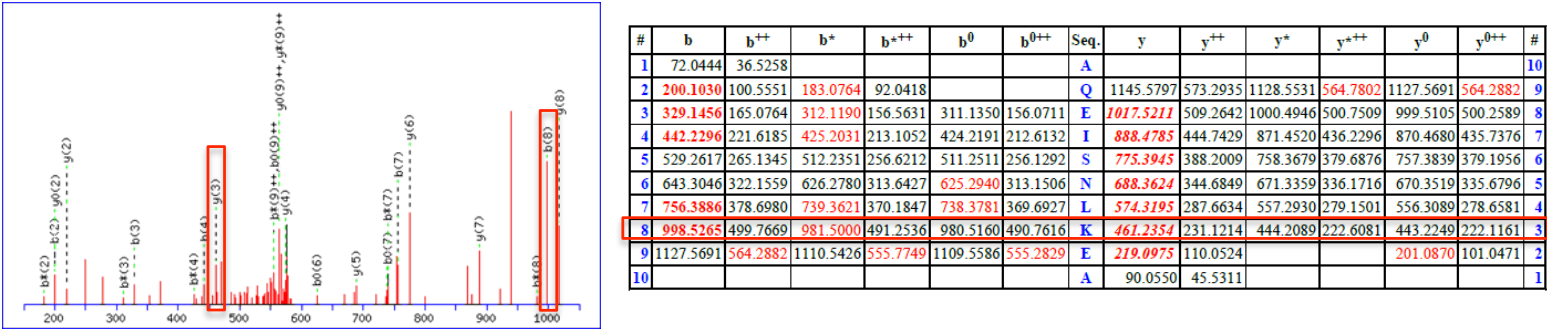 b*(2)
b(2) y0(2)
y(2)
b*(3)
b(3)
b*(4)
b(4)
y(3)
b*(9)++,b0(9)++
y0(9)++,y*(9)++
y(4)
b0(6)
y(5)
b0(7) b*(7)
b(7)
y(6)
y(7)
b*(8)
b(8)
y(8)
200 300 400 500 600 700 800 900 1000
# b b++ b* b*++ b0 b0++ Seq. y y++ y* y*++ y0 y0++ #
1 72.0444 36.5258 A 10
2 200.1030 100.5551 183.0764 92.0418 Q 1145.5797 573.2935 1128.5531 564.7802 1127.5691 564.2882 9
3 329.1456 165.0764 312.1190 156.5631 311.1350 156.0711 E 1017.5211 509.2642 1000.4946 500.7509 999.5105 500.2589 8
4 442.2296 221.6185 425.2031 213.1052 424.2191 212.6132 I 888.4785 444.7429 871.4520 436.2296 870.4680 435.7376 7
5 529.2617 265.1345 512.2351 256.6212 511.2511 256.1292 S 775.3945 388.2009 758.3679 379.6876 757.3839 379.1956 6
6 643.3046 322.1559 626.2780 313.6427 625.2940 313.1506 N 688.3624 344.6849 671.3359 336.1716 670.3519 335.6796 5
7 756.3886 378.6980 739.3621 370.1847 738.3781 369.6927 L 574.3195 287.6634 557.2930 279.1501 556.3089 278.6581 4
8 998.5265 499.7669 981.5000 491.2536 980.5160 490.7616 K 461.2354 231.1214 444.2089 222.6081 443.2249 222.1161 3
9 1127.5691 564.2882 1110.5426 555.7749 1109.5586 555.2829 E 219.0975 110.0524 201.0870 101.0471 2
10 A 90.0550 45.5311 1